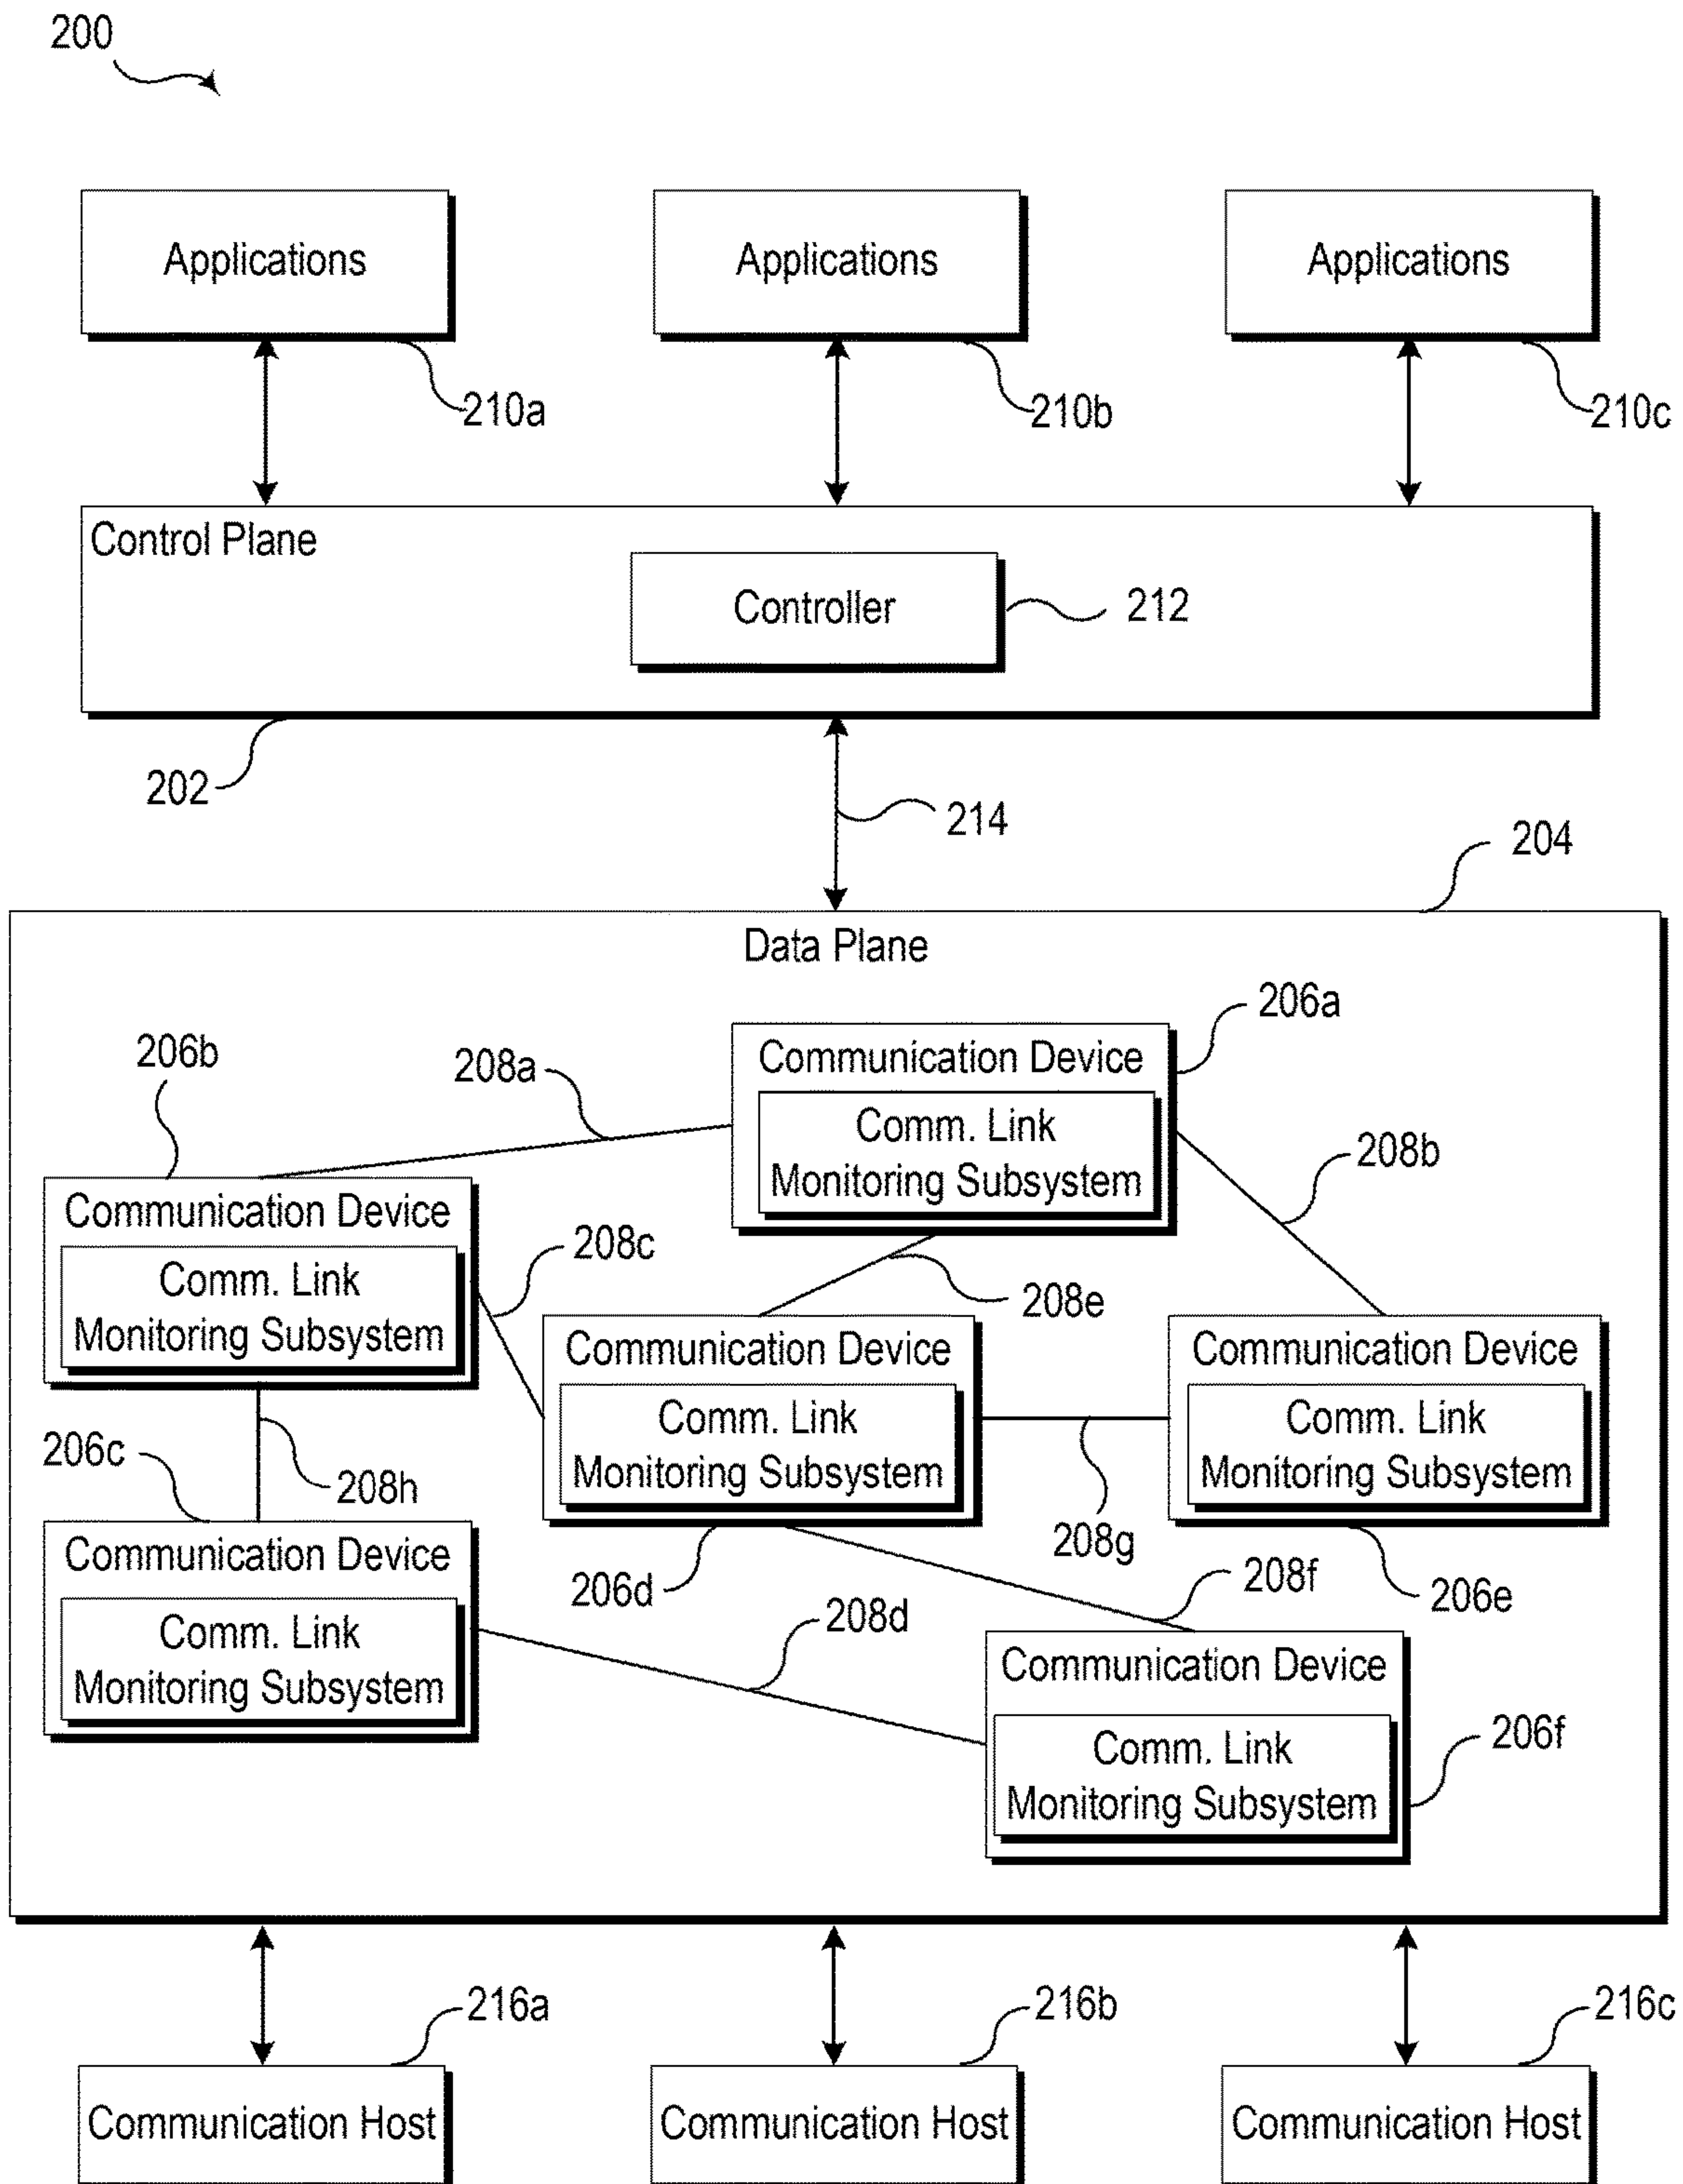 200
Applications
Applications
Applications
210a
210b
210c
Control Plane
Controller
212
202
214
204
Data Plane
206a
206b
208a
Communication Device
Comm. Link
Monitoring Subsystem
208b
Communication Device
Comm. Link
Monitoring Subsystem
208c
208e
Communication Device
Comm. Link
Monitoring Subsystem
Communication Device
Comm. Link
Monitoring Subsystem
206c
208h
208g
206d
208f
206e
Communication Device
Comm. Link
Monitoring Subsystem
208d
Communication Device
Comm. Link
Monitoring Subsystem
206f
216a
216b
216c
Communication Host
Communication Host
Communication Host